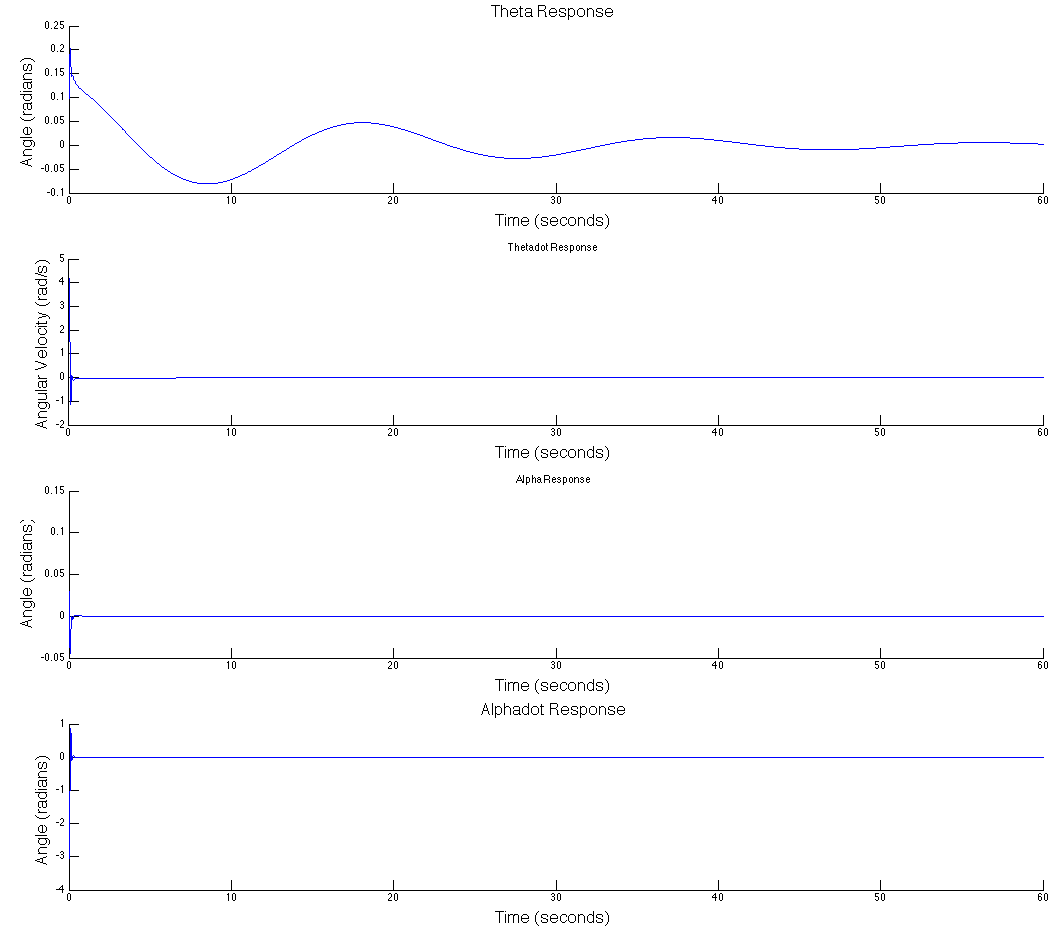 Theta Response
0.25
0.2
0.15
0.1
0.05
0
-0.05
-0.1
Angle (radians)
0 10 20 30 40 50 60
Time (seconds)
Thetadot Response
5
4
3
2
1
0
-1
-2
Angular Velocity (rad/s)
0 10 20 30 40 50 60
Time (seconds)
Alpha Response
0.15
0.1
0.05
0
-0.05
Angle (radians)
0 10 20 30 40 50 60
Time (seconds)
Alphadot Response
1
0
-1
-2
-3
-4
Angle (radians)
0 10 20 30 40 50 60
Time (seconds)